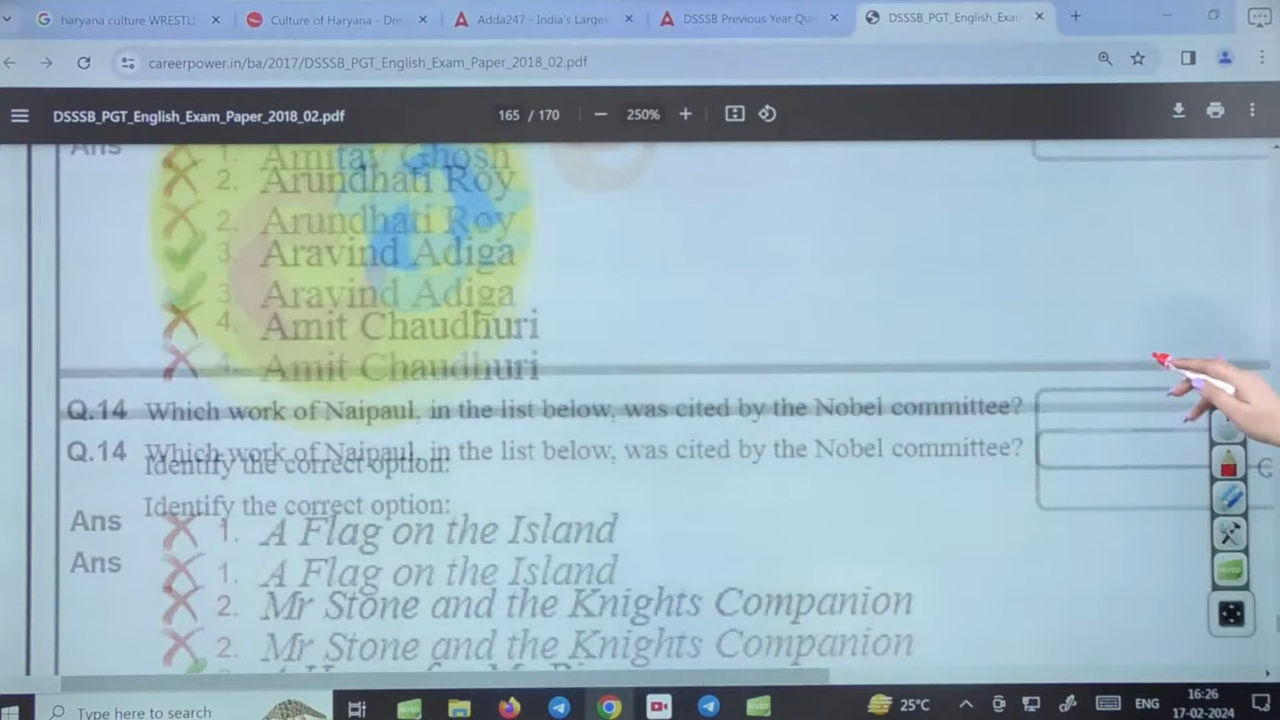 haryana culture WRESTLI
Culture of Haryana - Dre
Adda247 - India's Larges
DSSSB Previous Year Que
DSSSB_PGT_English_Exam
careerpower.in/ba/2017/DSSSB_PGT_English_Exam_Paper_2018_02.pdf
DSSSB_PGT_English_Exam_Paper_2018_02.pdf
165 / 170
250%
Ans
1. Amitav Ghosh
2. Arundhati Roy
2. Arundhati Roy
3. Aravind Adiga
3. Aravind Adiga
4. Amit Chaudhuri
4. Amit Chaudhuri
Q.14 Which work of Naipaul, in the list below, was cited by the Nobel committee?
Q.14 Which work of Naipaul, in the list below, was cited by the Nobel committee?
Identify the correct option:
Identify the correct option:
Ans 1. A Flag on the Island
Ans 1. A Flag on the Island
2. Mr Stone and the Knights Companion
2. Mr Stone and the Knights Companion
Type here to search
25°C
ENG
16:26
17-02-2024